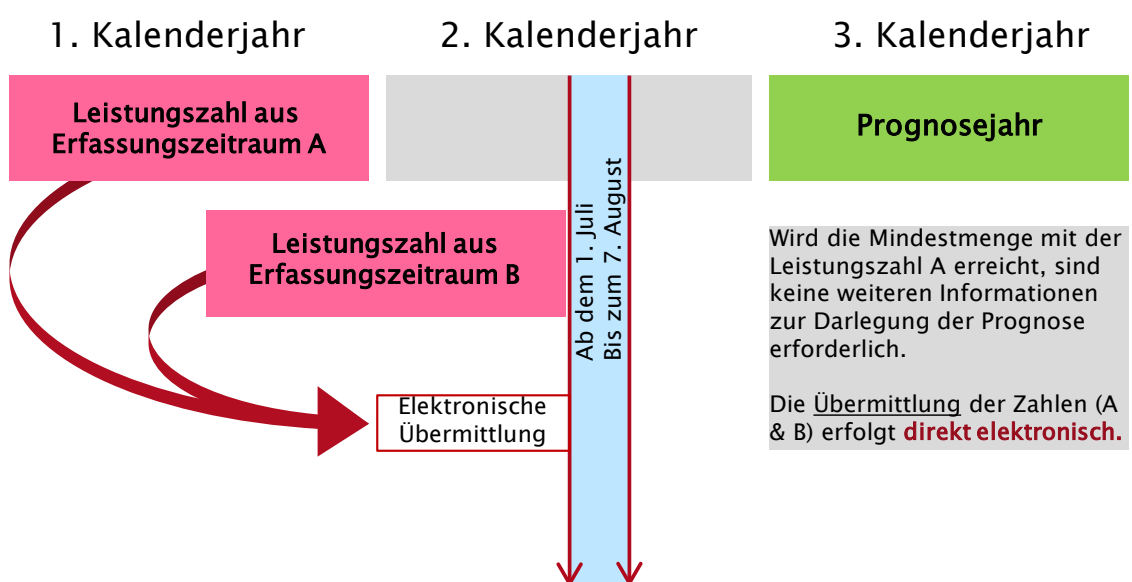 1. Kalenderjahr
2. Kalenderjahr
3. Kalenderjahr
Leistungszahl aus
Erfassungszeitraum A
Prognosejahr
Leistungszahl aus
Erfassungszeitraum B
Ab dem 1. Juli
Bis zum 7. August
Elektronische
Übermittlung
Wird die Mindestmenge mit der
Leistungszahl A erreicht, sind
keine weiteren Informationen
zur Darlegung der Prognose
erforderlich.
Die Übermittlung der Zahlen (A
& B) erfolgt direkt elektronisch.